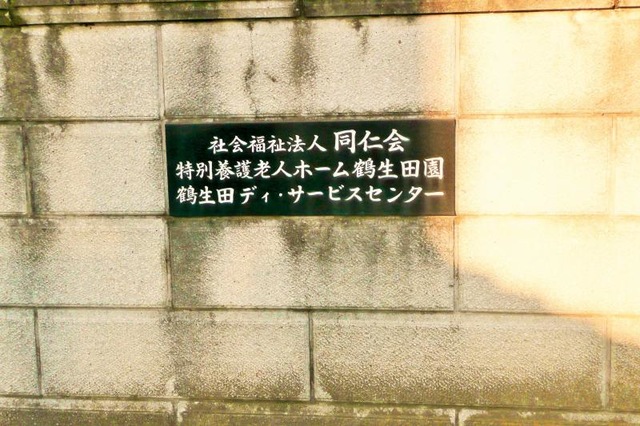 社会福祉法人 同仁会
特別養護老人ホーム鶴生田園
鶴生田ディ・サービスセンター